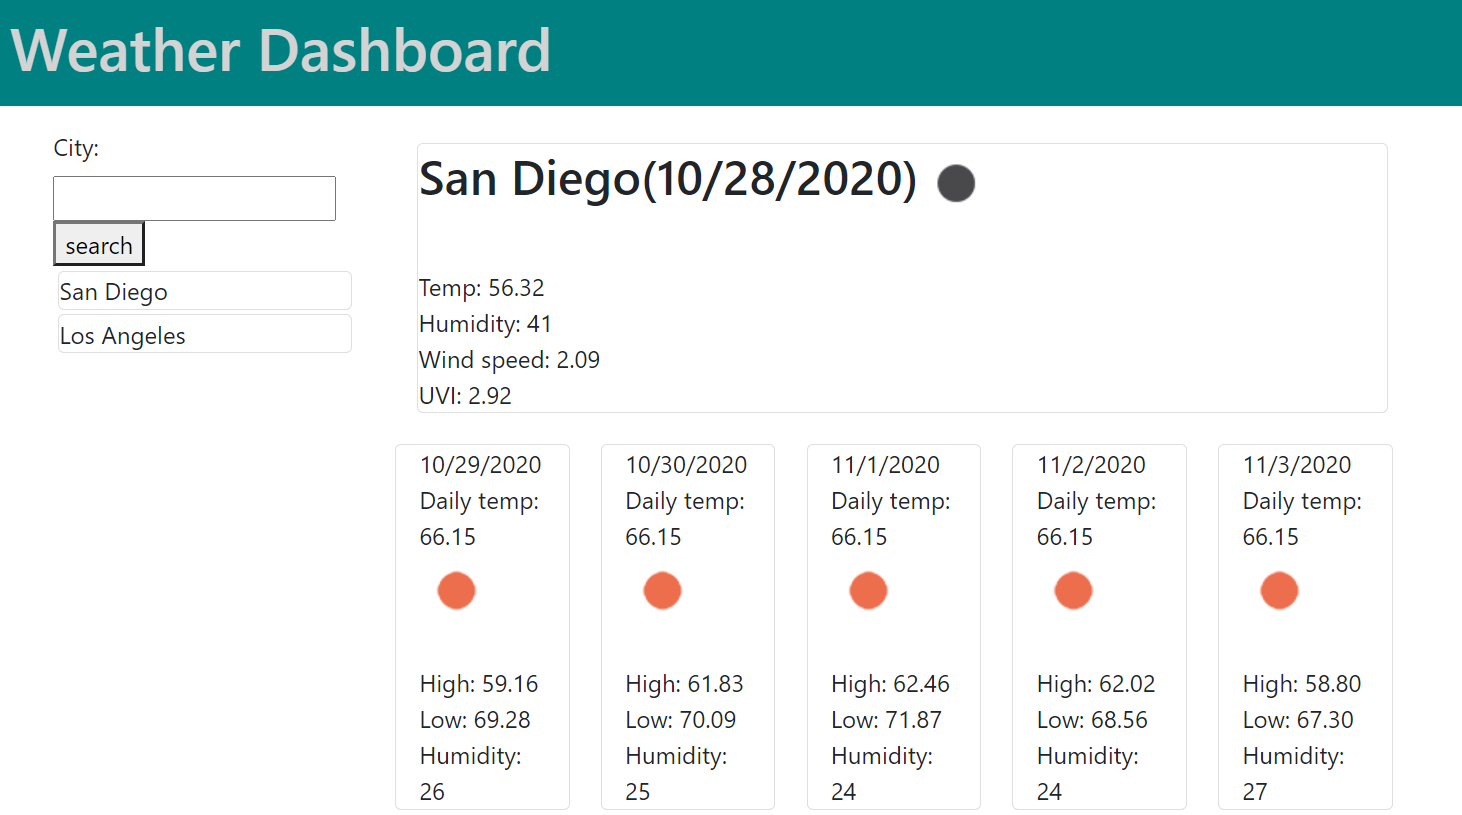 Weather Dashboard
City:
search
San Diego
Los Angeles
San Diego(10/28/2020)
Temp: 56.32
Humidity: 41
Wind speed: 2.09
UVI: 2.92
10/29/2020
Daily temp:
66.15
High: 59.16
Low: 69.28
Humidity:
26
10/30/2020
Daily temp:
66.15
High: 61.83
Low: 70.09
Humidity:
25
11/1/2020
Daily temp:
66.15
High: 62.46
Low: 71.87
Humidity:
24
11/2/2020
Daily temp:
66.15
High: 62.02
Low: 68.56
Humidity:
24
11/3/2020
Daily temp:
66.15
High: 58.80
Low: 67.30
Humidity:
27